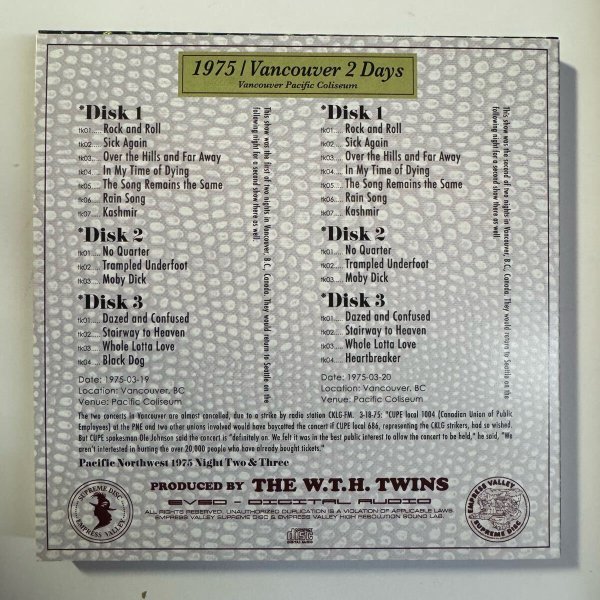 1975 | Vancouver 2 Days
Vancouver Pacific Coliseum
*Disk 1
tk01..... Rock and Roll
tk02..... Sick Again
tk03..... Over the Hills and Far Away
tk04..... In My Time of Dying
tk05..... The Song Remains the Same
tk06..... Rain Song
tk07..... Kashmir
*Disk 2
tk01..... No Quarter
tk02..... Trampled Underfoot
tk03..... Moby Dick
*Disk 3
tk01..... Dazed and Confused
tk02..... Stairway to Heaven
tk03..... Whole Lotta Love
tk04..... Black Dog
Date: 1975-03-19
Location: Vancouver, BC
Venue: Pacific Coliseum
This show was the first of two nights in Vancouver, B.C., Canada. They would return to Seattle on the
following night for a second show there as well.
*Disk 1
tk01..... Rock and Roll
tk02..... Sick Again
tk03..... Over the Hills and Far Away
tk04..... In My Time of Dying
tk05..... The Song Remains the Same
tk06..... Rain Song
tk07..... Kashmir
*Disk 2
tk01..... No Quarter
tk02..... Trampled Underfoot
tk03..... Moby Dick
*Disk 3
tk01..... Dazed and Confused
tk02..... Stairway to Heaven
tk03..... Whole Lotta Love
tk04..... Heartbreaker
Date: 1975-03-20
Location: Vancouver, BC
Venue: Pacific Coliseum
This show was the second of two nights in Vancouver, B.C., Canada. They would return to Seattle on the
following night for a second show there as well.
The two concerts in Vancouver are almost cancelled, due to a strike by radio station CKLG-FM. 3-18-75: "CUPE local 1004 (Canadian Union of Public
Employees) at the PNE and two other unions involved would have boycotted the concert if CUPE local 686, representing the CKLG strikers, had so wished.
But CUPE spokesman Ole Johnson said the concert is "definitely on. We felt it was in the best public interest to allow the concert to be held," he said, "We
aren't interested in hurting the over 20,000 people who have already bought tickets."
Pacific Northwest 1975 Night Two & Three
PRODUCED BY THE W.T.H. TWINS
EVSD - DIGITAL AUDIO
ALL RIGHTS RESERVED. UNAUTHORIZED DUPLICATION IS A VIOLATION OF APPLICABLE LAWS.
EMPRESS VALLEY SUPREME DISC & EMPRESS VALLEY HIGH RESOLUTION SOUND LAB.
SUPREME DISC
EMPRESS VALLEY
EMPRESS VALLEY
SUPREME DISC
disc
DIGITAL AUDIO